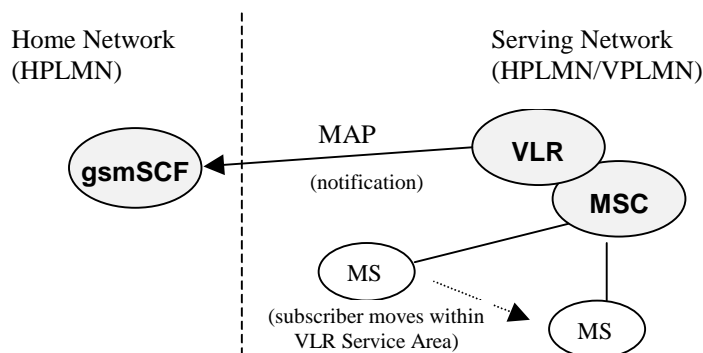 Home Network
(HPLMN)
Serving Network
(HPLMN/VPLMN)
MAP
VLR
gsmSCF
(notification)
MSC
MS
(subscriber moves within
VLR Service Area)
MS